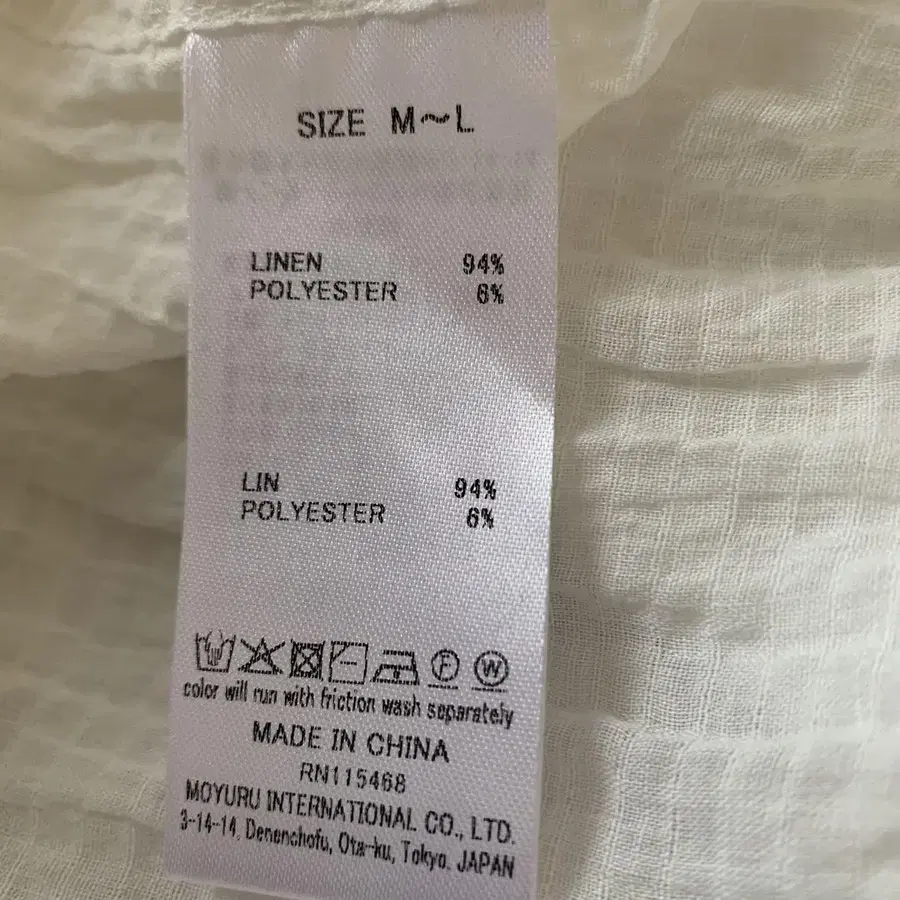 SIZE M～L
LINEN 94%
POLYESTER 6%
LIN 94%
POLYESTER 6%
F W
color will run with friction wash separately
MADE IN CHINA
RN115468
MOYURU INTERNATIONAL CO., LTD.
3-14-14, Denenchofu, Ota-ku, Tokyo, JAPAN